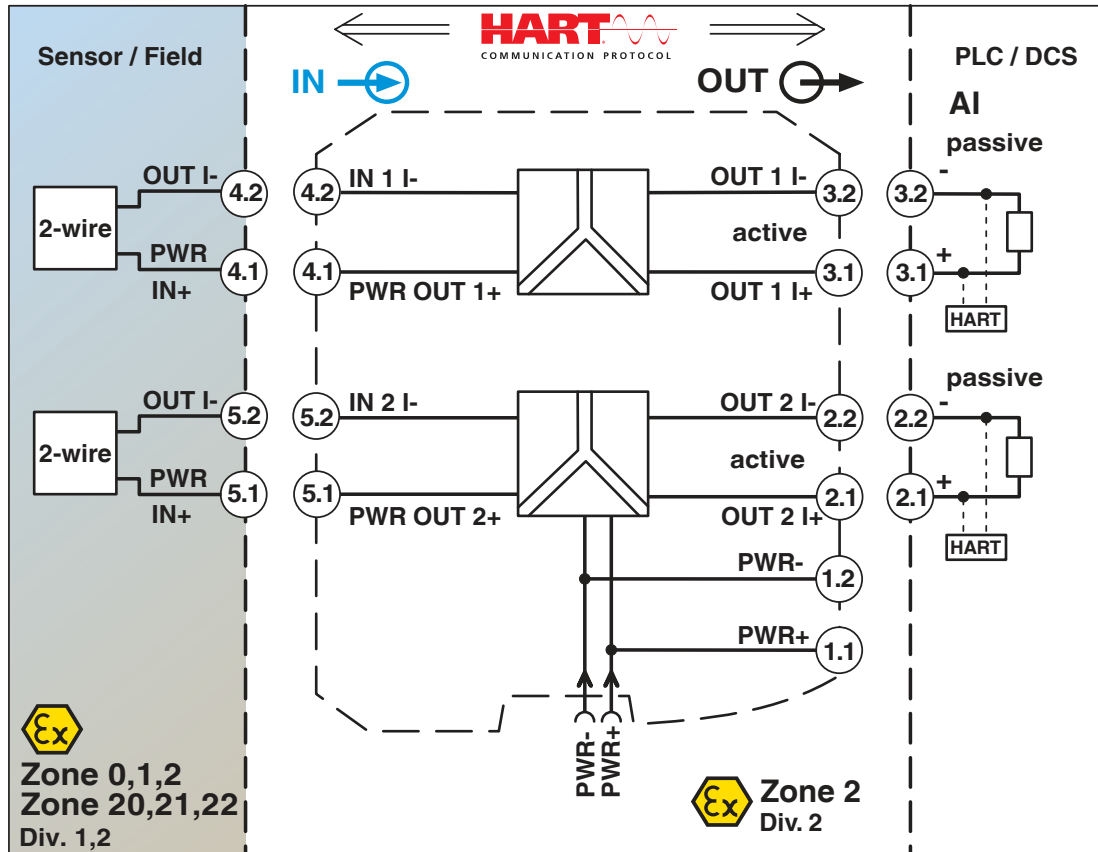 HART
COMMUNICATION PROTOCOL
Sensor / Field
PLC / DCS
IN
OUT
AI
passive
OUT I-
4.2
4.2
IN 1 I-
OUT 1 I-
3.2
3.2
-
2-wire
active
PWR
IN+
4.1
4.1
PWR OUT 1+
OUT 1 I+
3.1
3.1
+
HART
passive
OUT I-
5.2
5.2
IN 2 I-
OUT 2 I-
2.2
2.2
-
2-wire
active
PWR
IN+
5.1
5.1
PWR OUT 2+
OUT 2 I+
2.1
2.1
+
HART
PWR-
1.2
PWR+
1.1
PWR-
PWR+
Ex
Zone 0,1,2
Zone 20,21,22
Div. 1,2
Ex
Zone 2
Div. 2